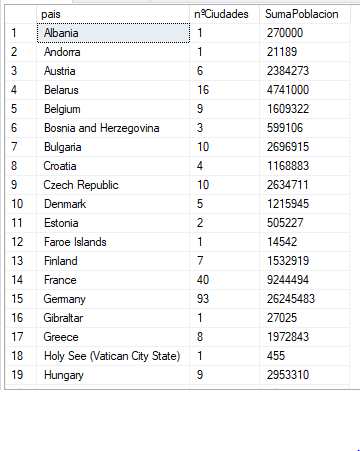 pais nºCiudades SumaPoblacion
1 Albania 1 270000
2 Andorra 1 21189
3 Austria 6 2384273
4 Belarus 16 4741000
5 Belgium 9 1609322
6 Bosnia and Herzegovina 3 599106
7 Bulgaria 10 2696915
8 Croatia 4 1168883
9 Czech Republic 10 2634711
10 Denmark 5 1215945
11 Estonia 2 505227
12 Faroe Islands 1 14542
13 Finland 7 1532919
14 France 40 9244494
15 Germany 93 26245483
16 Gibraltar 1 27025
17 Greece 8 1972843
18 Holy See (Vatican City State) 1 455
19 Hungary 9 2953310